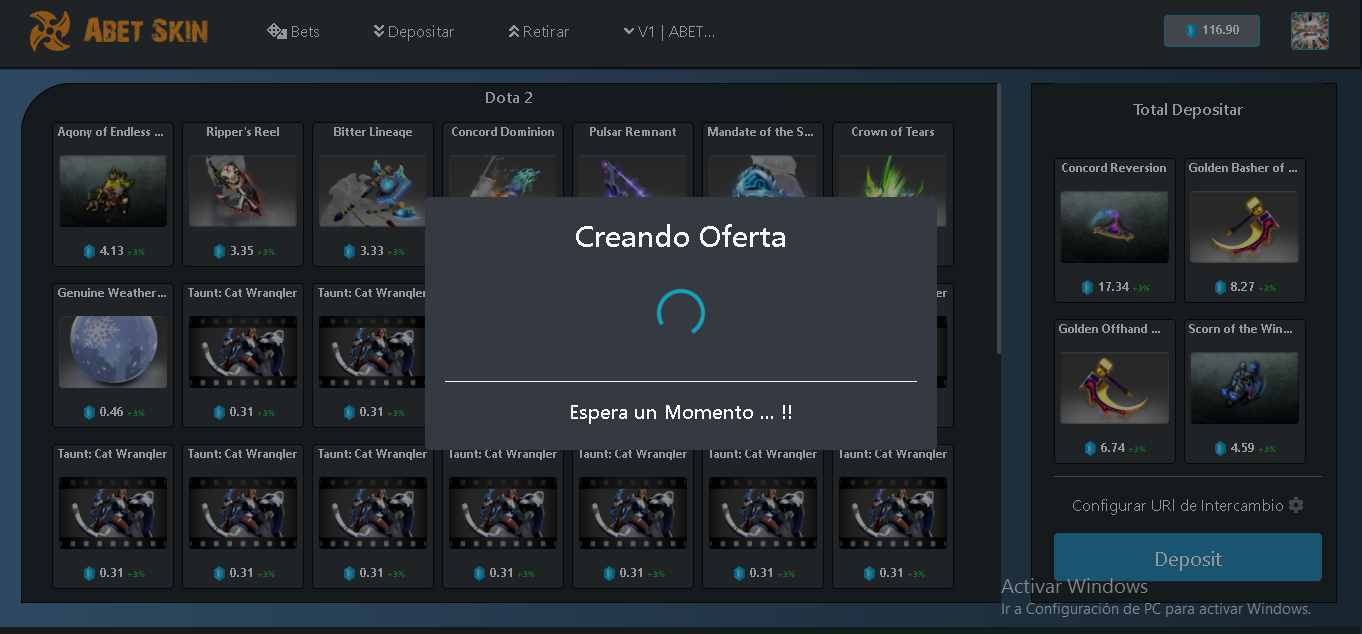 Abet Skin
Bets
Depositar
Retirar
V1 | ABET...
116.90
Dota 2
Agony of Endless ...
Ripper's Reel
Bitter Lineage
Concord Dominion
Pulsar Remnant
Mandate of the S...
Crown of Tears
4.13 +3%
3.35 +3%
3.33 +3%
Genuine Weather...
Taunt: Cat Wrangler
Taunt: Cat Wrangler
er
0.46 +3%
0.31 +3%
0.31 +3%
Taunt: Cat Wrangler
Taunt: Cat Wrangler
Taunt: Cat Wrangler
Taunt: Cat Wrangler
Taunt: Cat Wrangler
Taunt: Cat Wrangler
Taunt: Cat Wrangler
0.31 +3%
0.31 +3%
0.31 +3%
0.31 +3%
0.31 +3%
0.31 +3%
0.31 +3%
Creando Oferta
Espera un Momento ... !!
Total Depositar
Concord Reversion
Golden Basher of ...
17.34 +3%
8.27 +3%
Golden Offhand ...
Scorn of the Win...
6.74 +3%
4.59 +3%
Configurar URl de Intercambio
Deposit
Activar Windows
Ir a Configuración de PC para activar Windows.